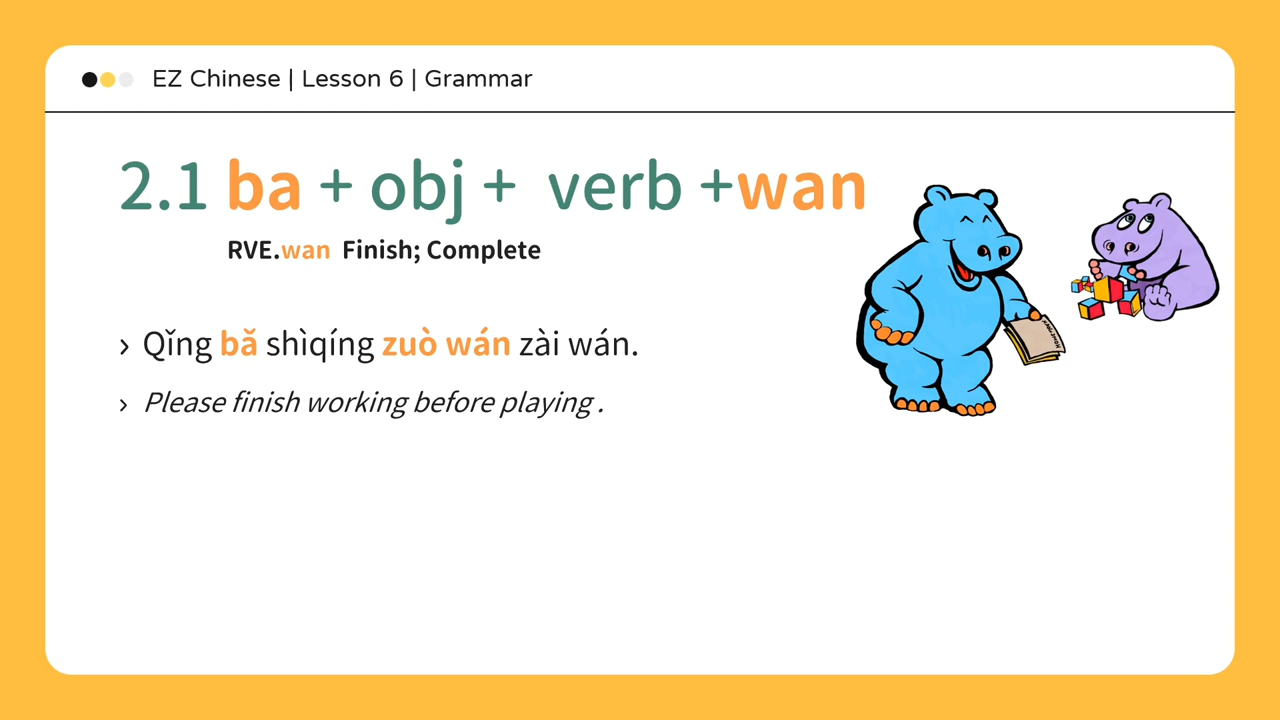 EZ Chinese | Lesson 6 | Grammar
2.1 ba + obj + verb +wan
RVE.wan Finish; Complete
› Qǐng bǎ shìqíng zuò wán zài wán.
› Please finish working before playing .